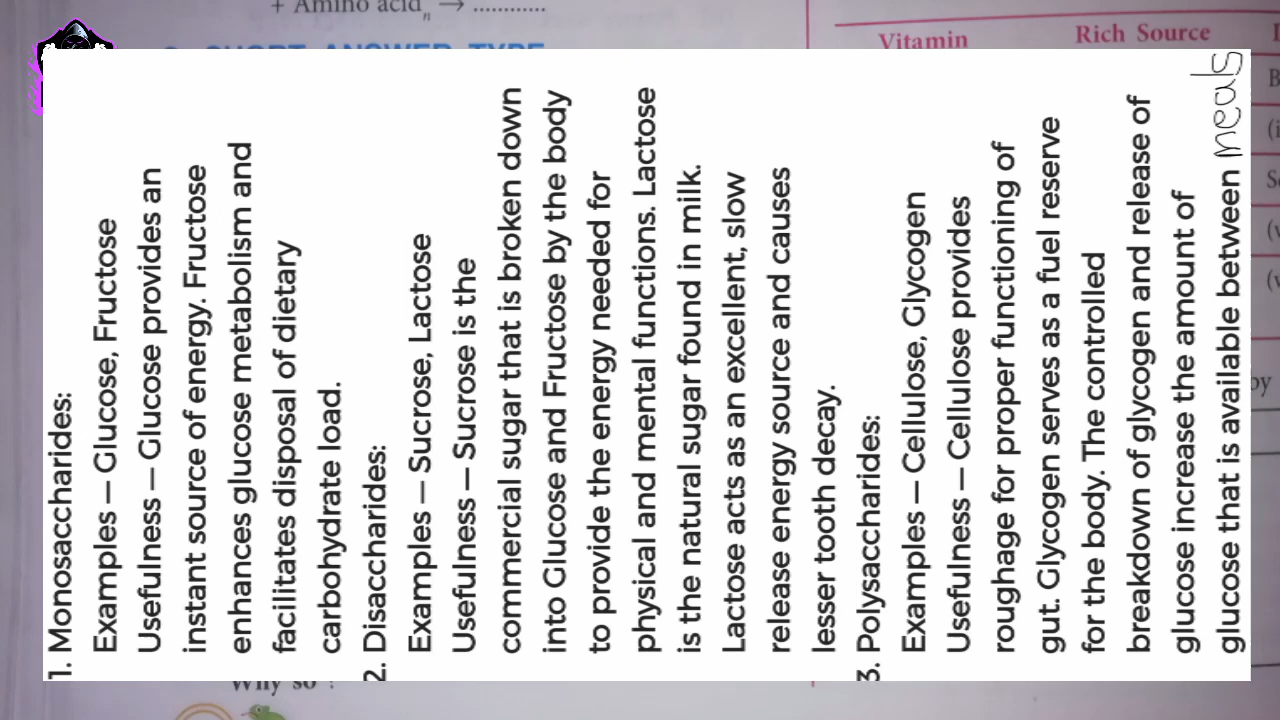 + Amino acid n → ............
Vitamin Rich Source
1. Monosaccharides:
Examples – Glucose, Fructose
Usefulness – Glucose provides an
instant source of energy. Fructose
enhances glucose metabolism and
facilitates disposal of dietary
carbohydrate load.
2. Disaccharides:
Examples – Sucrose, Lactose
Usefulness – Sucrose is the
commercial sugar that is broken down
into Glucose and Fructose by the body
to provide the energy needed for
physical and mental functions. Lactose
is the natural sugar found in milk.
Lactose acts as an excellent, slow
release energy source and causes
lesser tooth decay.
3. Polysaccharides:
Examples – Cellulose, Glycogen
Usefulness – Cellulose provides
roughage for proper functioning of
gut. Glycogen serves as a fuel reserve
for the body. The controlled
breakdown of glycogen and release of
glucose increase the amount of
glucose that is available between meals
by